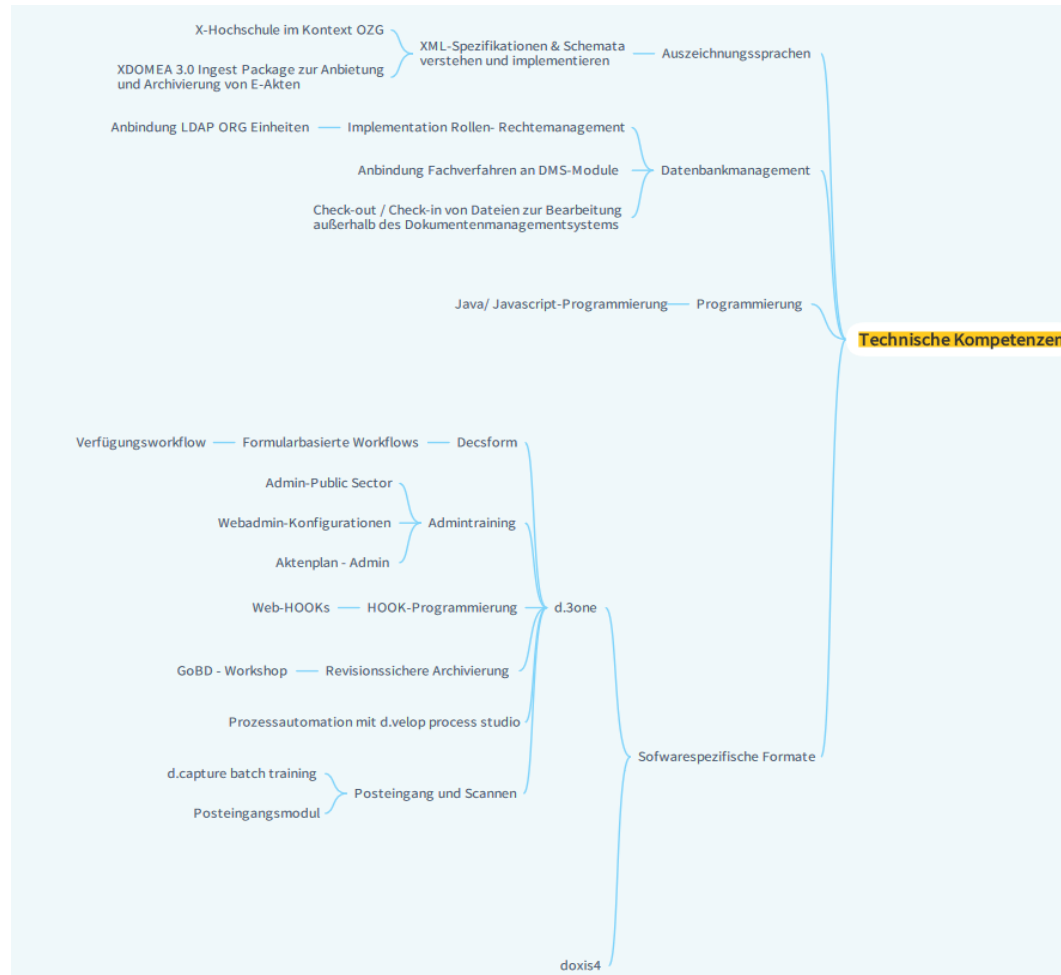 X-Hochschule im Kontext OZG
XML-Spezifikationen & Schemata
verstehen und implementieren
Auszeichnungssprachen
XDOMEA 3.0 Ingest Package zur Anbietung
und Archivierung von E-Akten
Anbindung LDAP ORG Einheiten
Implementation Rollen- Rechtemanagement
Anbindung Fachverfahren an DMS-Module
Datenbankmanagement
Check-out / Check-in von Dateien zur Bearbeitung
außerhalb des Dokumentenmanagementsystems
Java/ Javascript-Programmierung
Programmierung
Technische Kompetenzen
Verfügungsworkflow
Formularbasierte Workflows
Decsform
Admin-Public Sector
Webadmin-Konfigurationen
Admintraining
Aktenplan - Admin
Web-HOOKs
HOOK-Programmierung
d.3one
GoBD - Workshop
Revisionssichere Archivierung
Prozessautomation mit d.velop process studio
Sofwarespezifische Formate
d.capture batch training
Posteingang und Scannen
Posteingangsmodul
doxis4